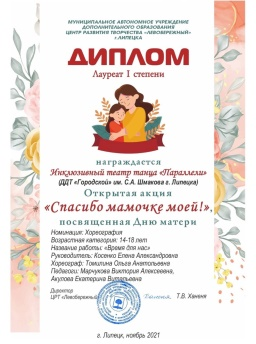 МУНИЦИПАЛЬНОЕ АВТОНОМНОЕ УЧРЕЖДЕНИЕ
ДОПОЛНИТЕЛЬНОГО ОБРАЗОВАНИЯ
ЦЕНТР РАЗВИТИЯ ТВОРЧЕСТВА «ЛЕВОБЕРЕЖНЫЙ»
г.ЛИПЕЦКА
ДИПЛОМ
Лауреат I степени
награждается
Инклюзивный театр танца «Параллели»
(ДДТ «Городской» им. С.А. Шмакова г. Липецка)
Открытая акция
«Спасибо мамочке моей!»,
посвященная Дню матери
Номинация: Хореография
Возрастная категория: 14-18 лет
Название работы: «Время для нас»
Руководитель: Косенко Елена Александровна
Хореограф: Томилина Ольга Анатольевна
Педагоги: Марчукова Виктория Алексеевна,
Акулова Екатерина Витальевна
Директор
ЦРТ «Левобережный»
Т.В. Ханеня
г. Липецк, ноябрь 2021